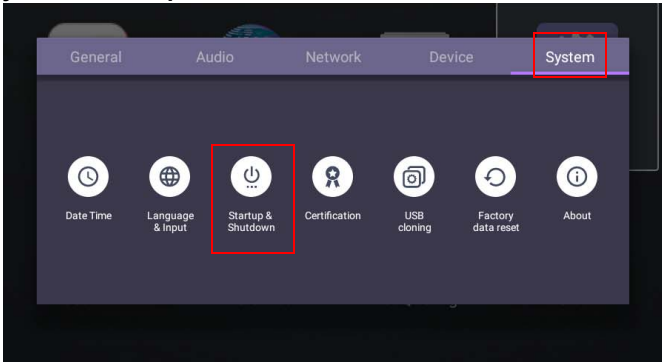 General Audio Network Device System
Date Time Language & Input Startup & Shutdown Certification USB cloning Factory data reset About